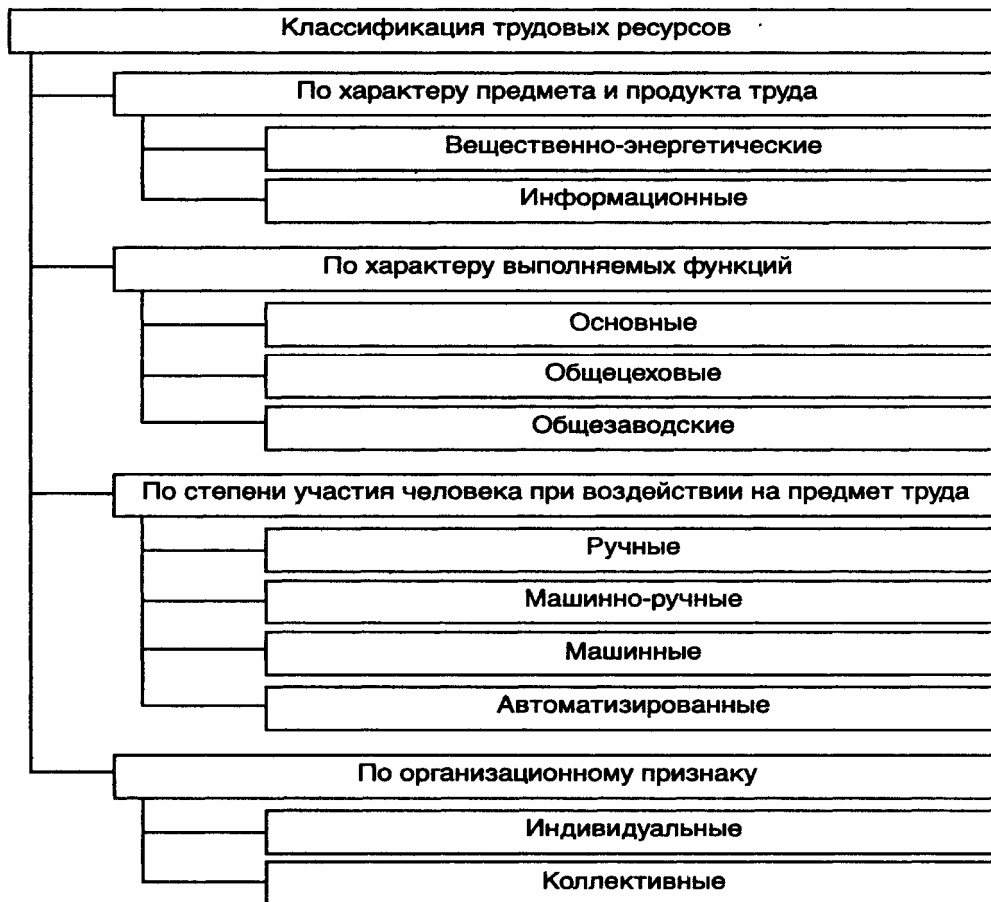 Классификация трудовых ресурсов
По характеру предмета и продукта труда
Вещественно-энергетические
Информационные
По характеру выполняемых функций
Основные
Общецеховые
Общезаводские
По степени участия человека при воздействии на предмет труда
Ручные
Машинно-ручные
Машинные
Автоматизированные
По организационному признаку
Индивидуальные
Коллективные